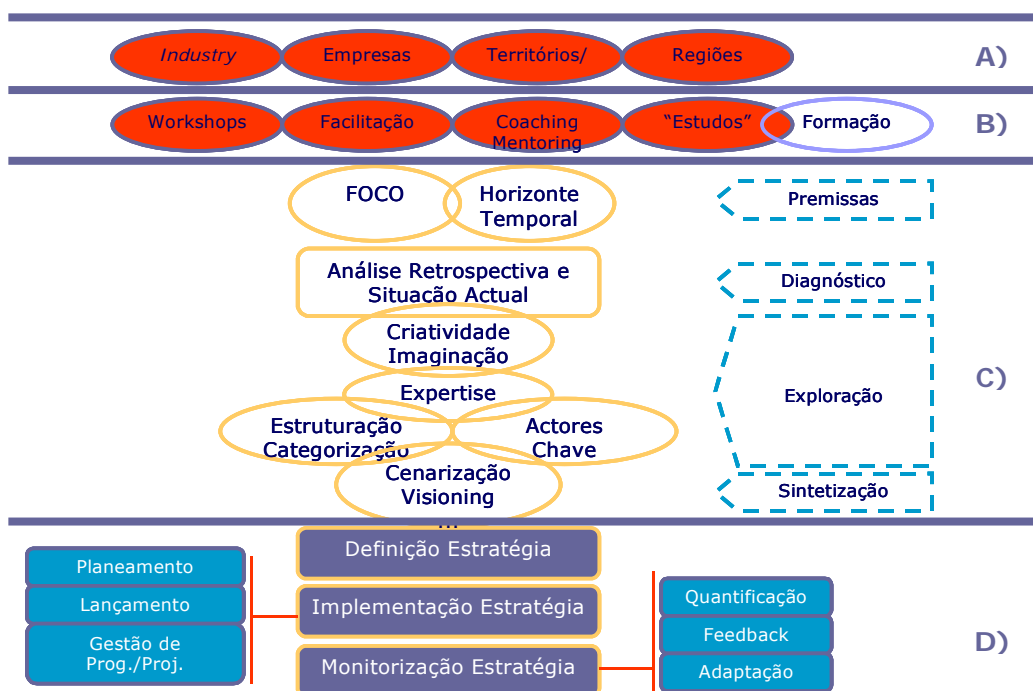 Industry
Empresas
Territórios/
Regiões
A)
Workshops
Facilitação
Coaching
Mentoring
“Estudos”
Formação
B)
FOCO
Horizonte
Temporal
Premissas
Análise Retrospectiva e
Situação Actual
Diagnóstico
Criatividade
Imaginação
Expertise
Exploração
C)
Estruturação
Categorização
Actores
Chave
Cenarização
Visioning
...
Sintetização
Definição Estratégia
Planeamento
Lançamento
Gestão de
Prog./Proj.
Implementação Estratégia
Monitorização Estratégia
Quantificação
Feedback
Adaptação
D)